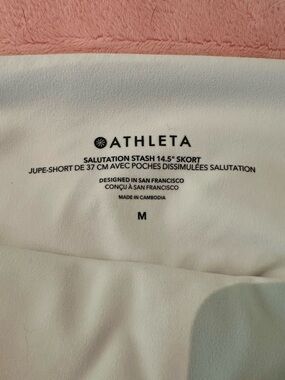 ATHLETA
SALUTATION STASH 14.5" SKORT
JUPE-SHORT DE 37 CM AVEC POCHES DISSIMULÉES SALUTATION
DESIGNED IN SAN FRANCISCO
CONÇU À SAN FRANCISCO
MADE IN CAMBODIA
M